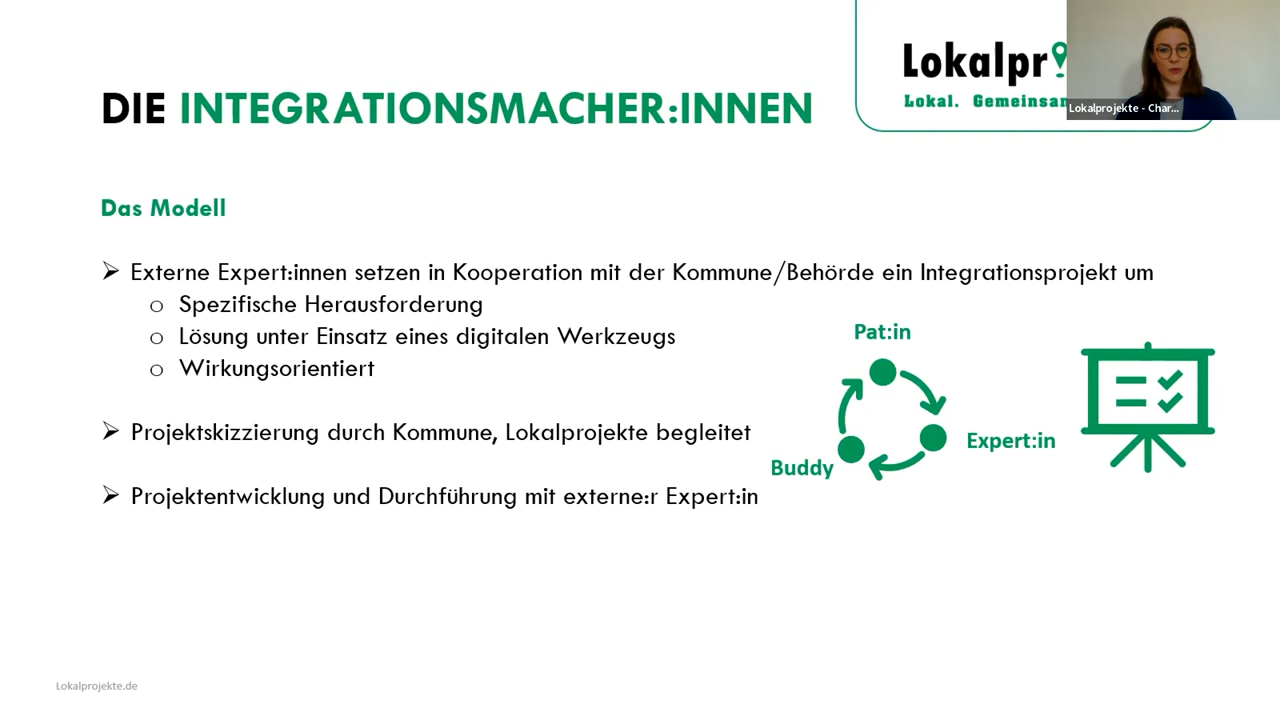 DIE INTEGRATIONSMACHER:INNEN
Lokalpr
Lokal. Gemeinsam
Lokalprojekte - Char...
Das Modell
➢ Externe Expert:innen setzen in Kooperation mit der Kommune/Behörde ein Integrationsprojekt um
o Spezifische Herausforderung
o Lösung unter Einsatz eines digitalen Werkzeugs
o Wirkungsorientiert
➢ Projektskizzierung durch Kommune, Lokalprojekte begleitet
➢ Projektentwicklung und Durchführung mit externe:r Expert:in
Pat:in
Expert:in
Buddy
Lokalprojekte.de